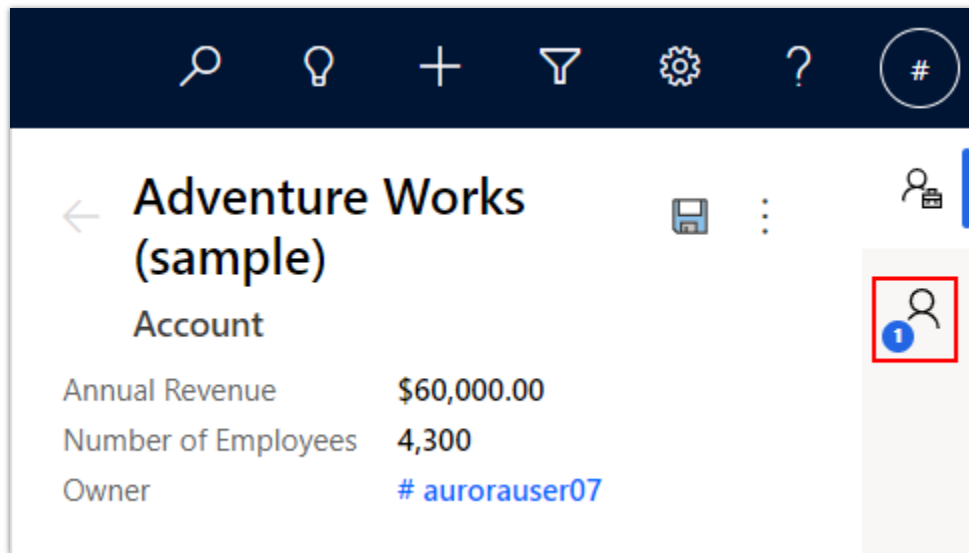 ?
#
Adventure Works
(sample)
Account
Annual Revenue $60,000.00
Number of Employees 4,300
Owner # aurorauser07
1